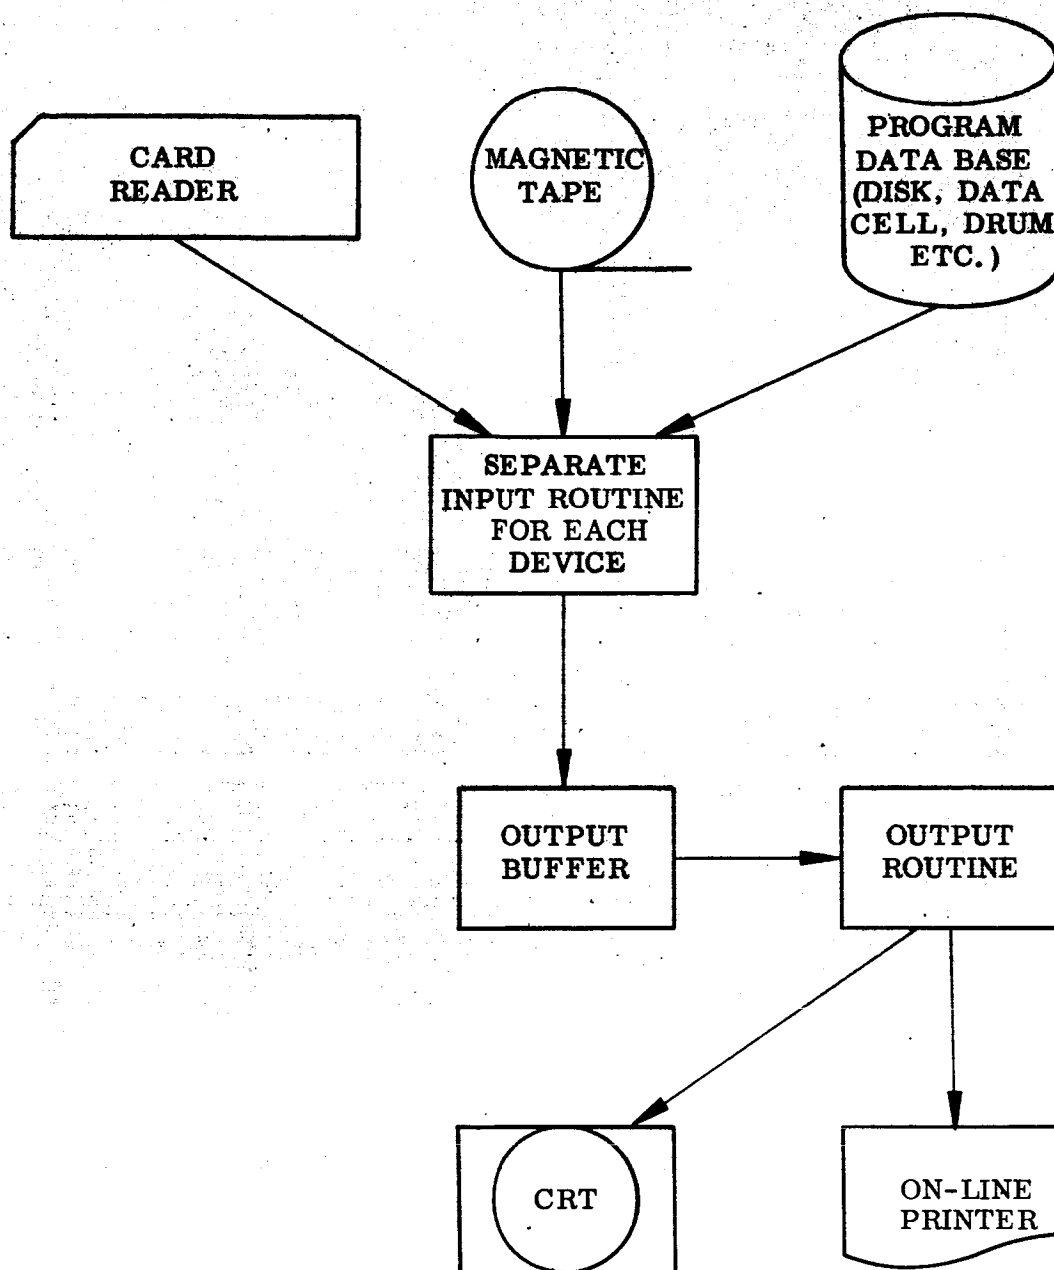 CARD
READER
MAGNETIC
TAPE
PROGRAM
DATA BASE
(DISK, DATA
CELL, DRUM
ETC.)
SEPARATE
INPUT ROUTINE
FOR EACH
DEVICE
OUTPUT
BUFFER
OUTPUT
ROUTINE
CRT
ON-LINE
PRINTER